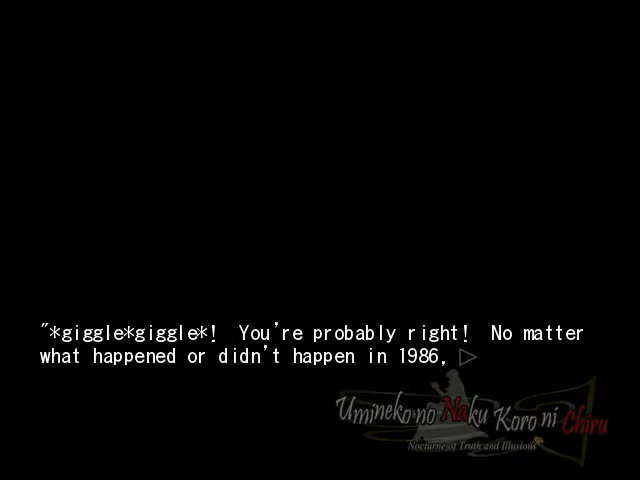 "*giggle*giggle*!  You're probably right!  No matter
what happened or didn't happen in 1986,
Umineko no Naku Koro ni Chiru
Nocturne of Truth and Illusions